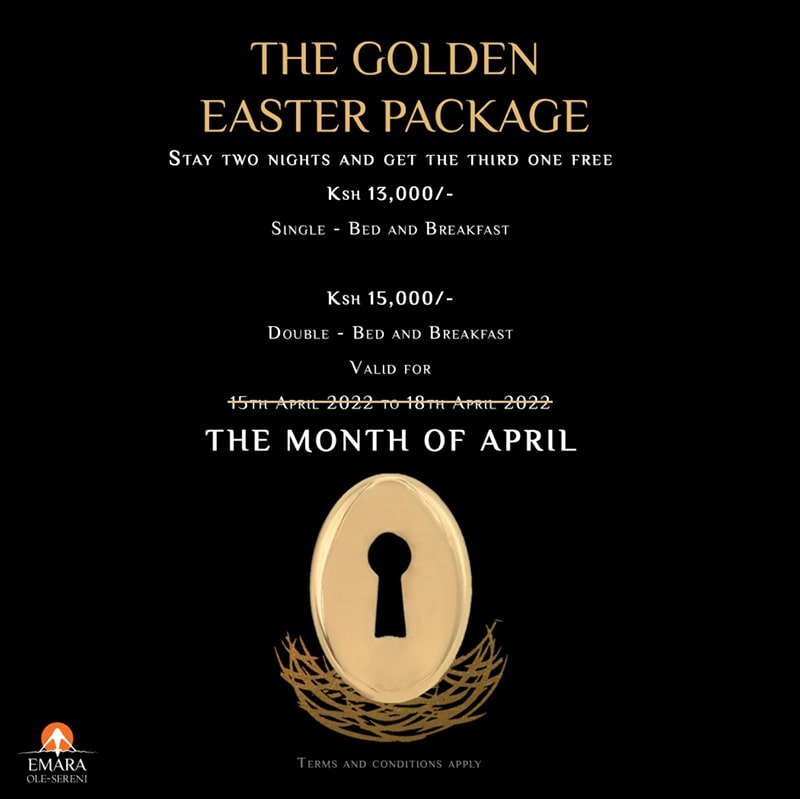 THE GOLDEN
EASTER PACKAGE
STAY TWO NIGHTS AND GET THE THIRD ONE FREE
KSH 13,000/-
SINGLE - BED AND BREAKFAST
KSH 15,000/-
DOUBLE - BED AND BREAKFAST
VALID FOR
15TH APRIL 2022 TO 18TH APRIL 2022
THE MONTH OF APRIL
EMARA
OLE-SERENI
TERMS AND CONDITIONS APPLY